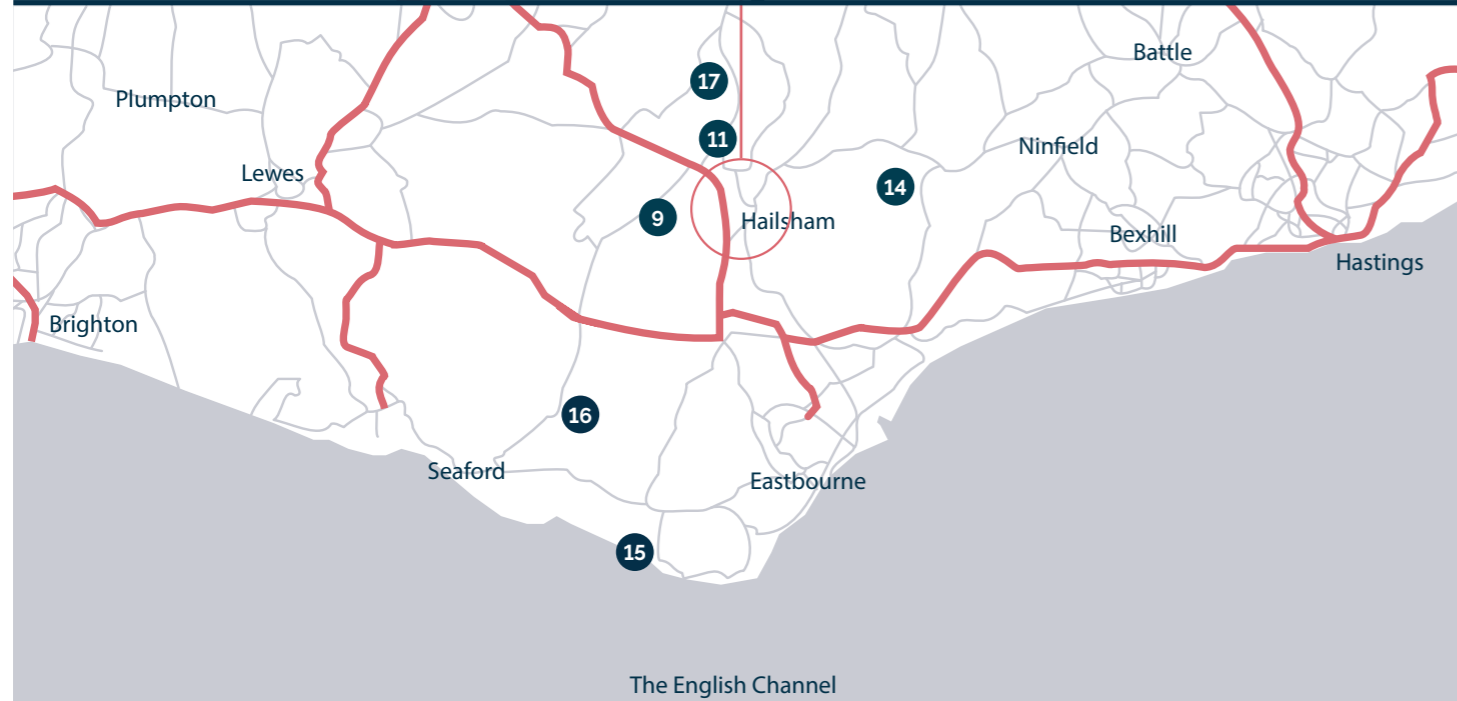 Battle
17
Plumpton
11
Ninfield
Lewes
14
9
Hailsham
Bexhill
Hastings
Brighton
16
Seaford
Eastbourne
15
The English Channel